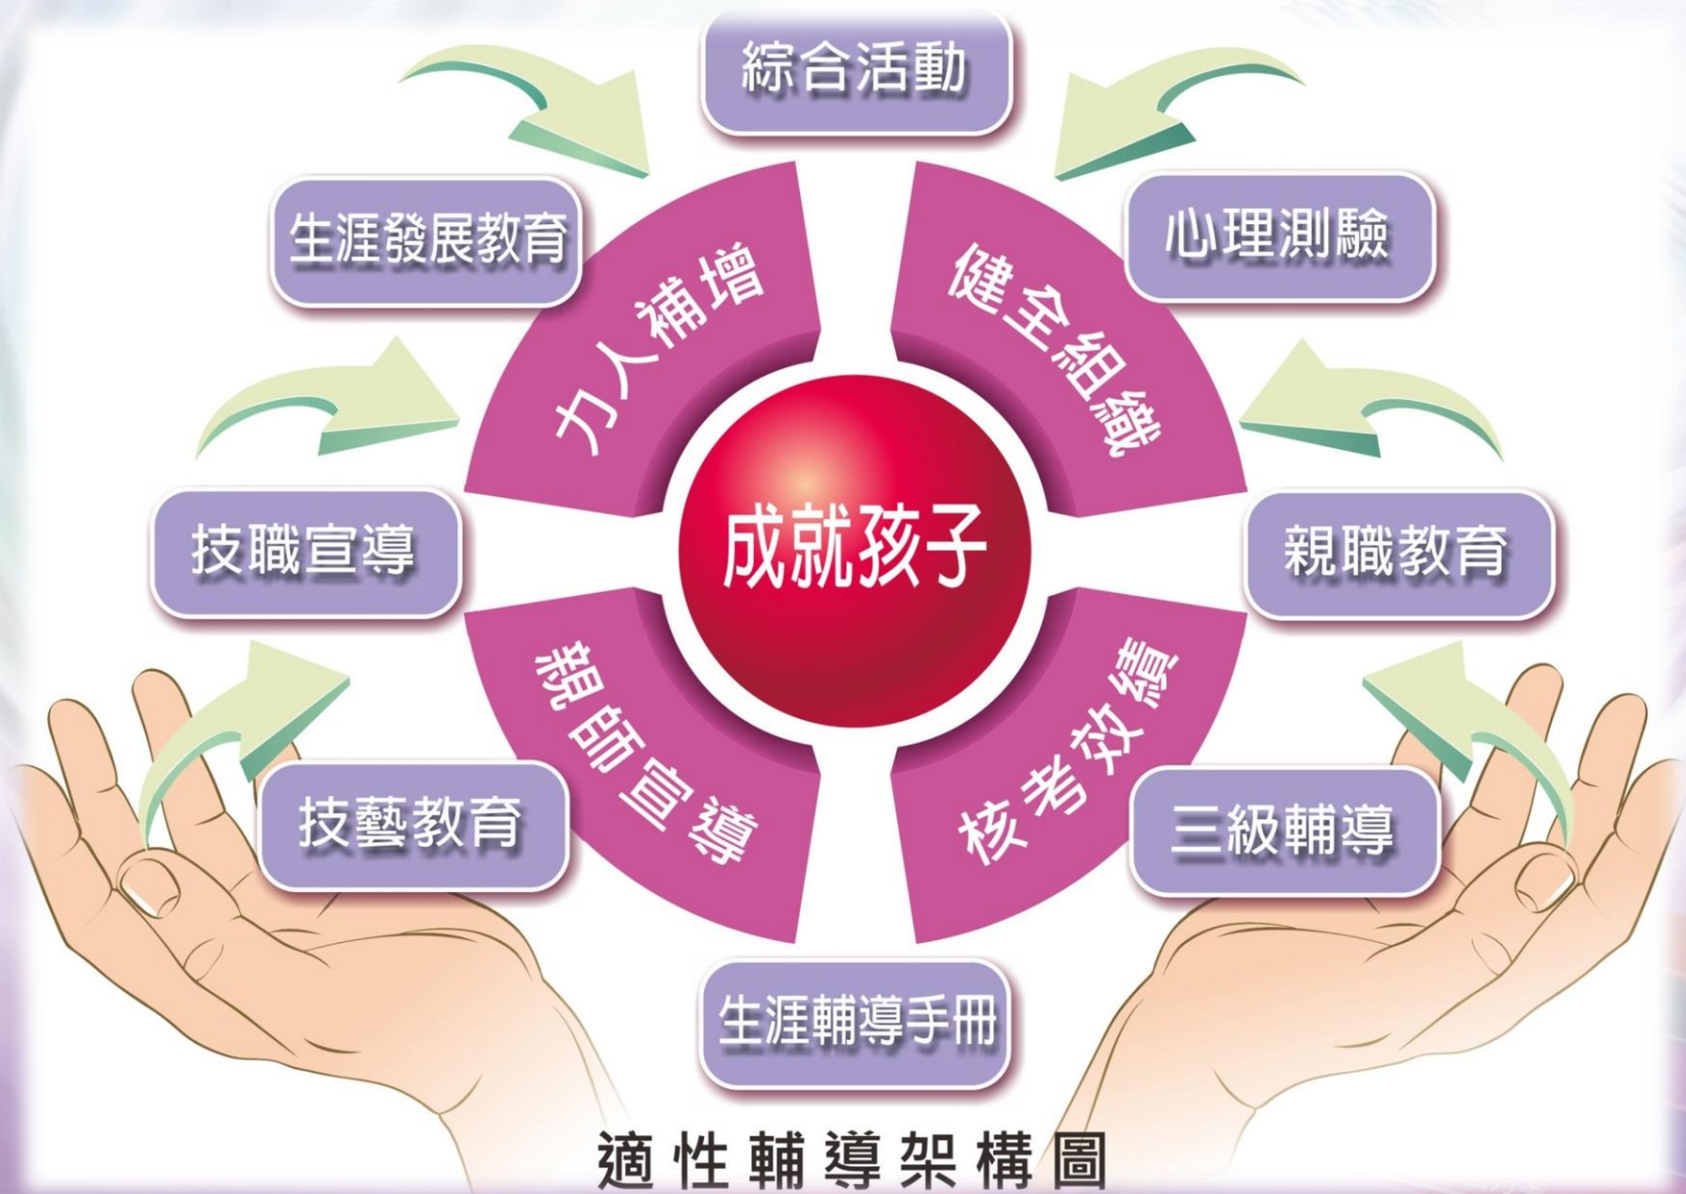 綜合活動
生涯發展教育
心理測驗
增補人力
健全組織
成就孩子
技職宣導
親職教育
親師宣導
績效考核
技藝教育
三級輔導
生涯輔導手冊
適性輔導架構圖